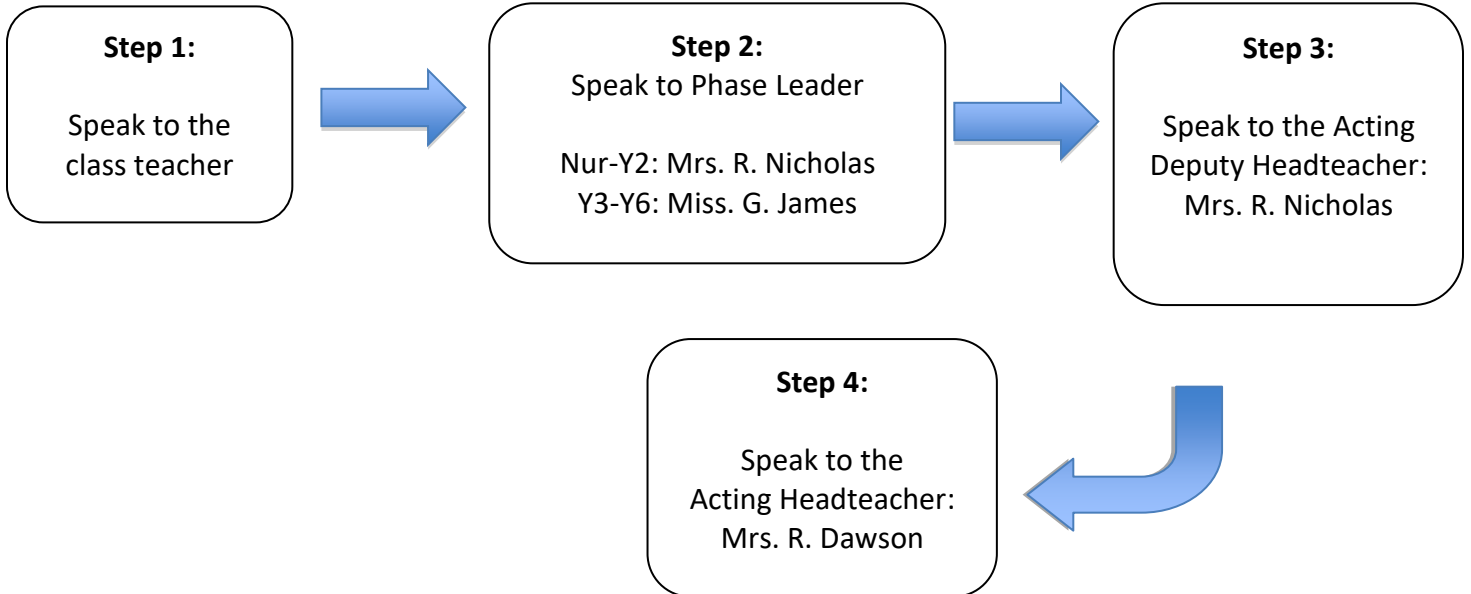 Step 1:
Speak to the
class teacher
Step 2:
Speak to Phase Leader
Nur-Y2: Mrs. R. Nicholas
Y3-Y6: Miss. G. James
Step 3:
Speak to the Acting
Deputy Headteacher:
Mrs. R. Nicholas
Step 4:
Speak to the
Acting Headteacher:
Mrs. R. Dawson